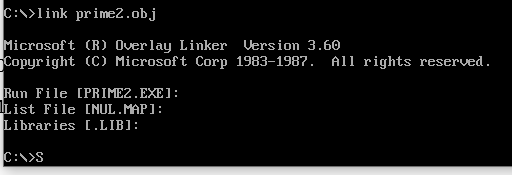 C:\>link prime2.obj
Microsoft (R) Overlay Linker  Version 3.60
Copyright (C) Microsoft Corp 1983-1987.  All rights reserved.
Run File [PRIME2.EXE]:
List File [NUL.MAP]:
Libraries [.LIB]:
C:\>S